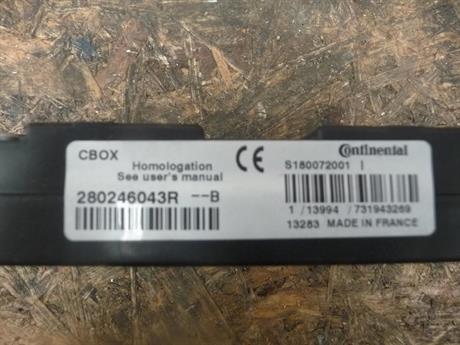 CBOX
Homologation
See user's manual
280246043R --B
CE
Continental
S180072001 I
1 / 13994 / 731943269
13283 MADE IN FRANCE